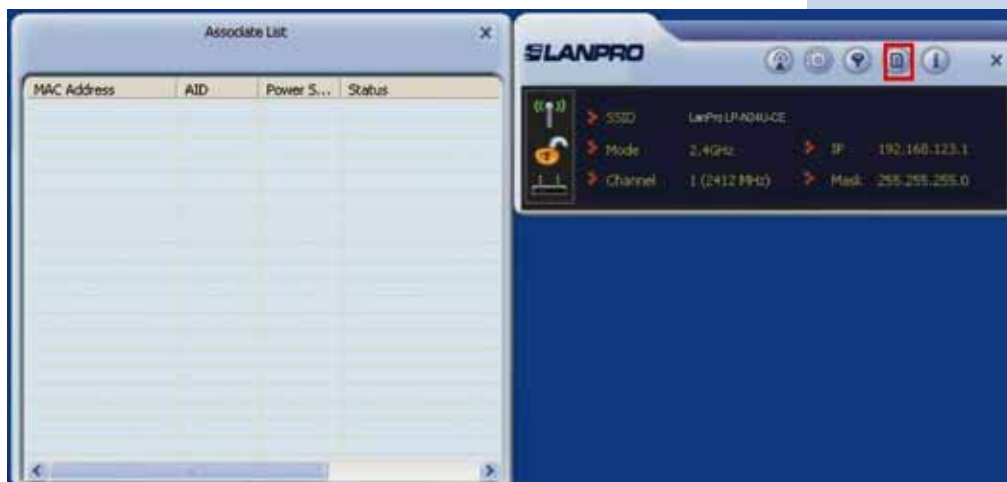 Associate List
MAC Address AID Power S... Status
LANPRO
SSID LanPro LP-N24U-CE
Mode 2.4GHz IP 192.168.123.1
Channel 1 (2412 MHz) Mask 255.255.255.0